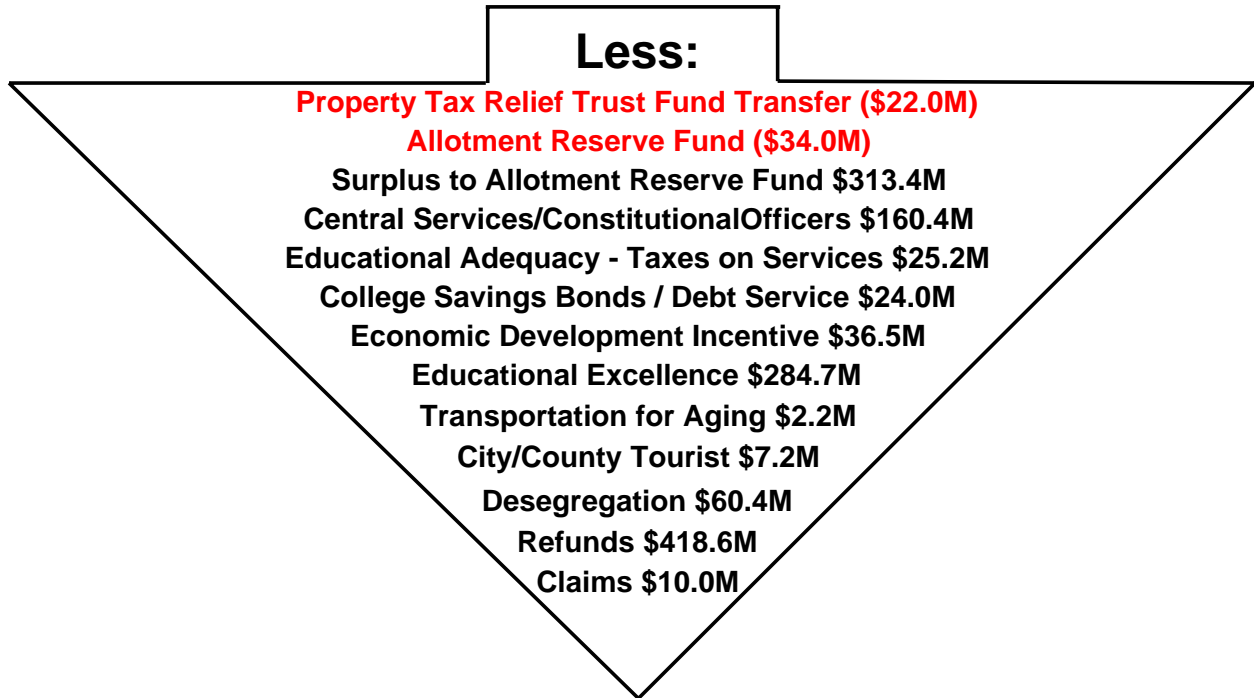 Less:
Property Tax Relief Trust Fund Transfer ($22.0M)
Allotment Reserve Fund ($34.0M)
Surplus to Allotment Reserve Fund $313.4M
Central Services/ConstitutionalOfficers $160.4M
Educational Adequacy - Taxes on Services $25.2M
College Savings Bonds / Debt Service $24.0M
Economic Development Incentive $36.5M
Educational Excellence $284.7M
Transportation for Aging $2.2M
City/County Tourist $7.2M
Desegregation $60.4M
Refunds $418.6M
Claims $10.0M